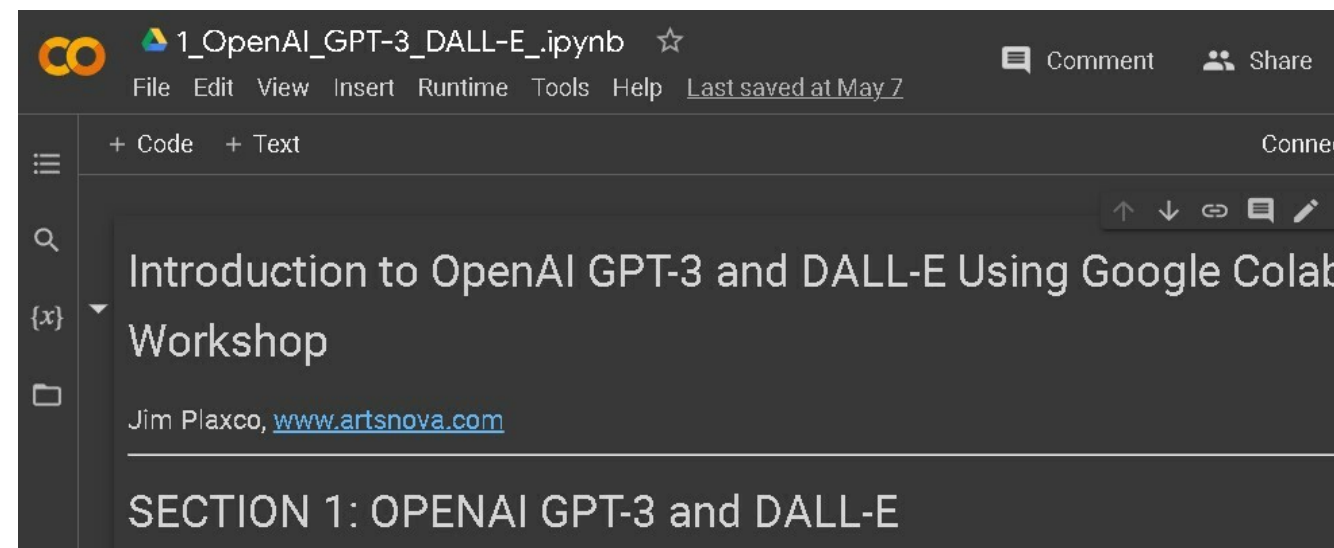 1_OpenAI_GPT-3_DALL-E_.ipynb
Comment Share
File Edit View Insert Runtime Tools Help Last saved at May 7
+ Code + Text
Conne
Introduction to OpenAI GPT-3 and DALL-E Using Google Colab
Workshop
{x}
Jim Plaxco, www.artsnova.com
SECTION 1: OPENAI GPT-3 and DALL-E